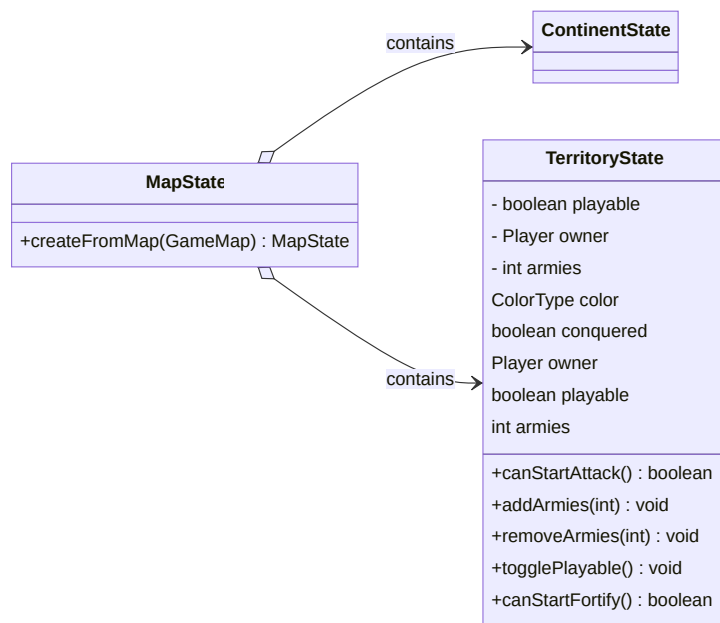 contains
ContinentState
MapState
+createFromMap(GameMap) : MapState
contains
TerritoryState
- boolean playable
- Player owner
- int armies
ColorType color
boolean conquered
Player owner
boolean playable
int armies
+canStartAttack() : boolean
+addArmies(int) : void
+removeArmies(int) : void
+togglePlayable() : void
+canStartFortify() : boolean